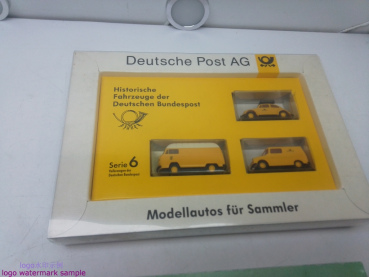 Deutsche Post AG
Historische
Fahrzeuge der
Deutschen Bundespost
Serie 6
Modellautos für Sammler
logo watermark sample